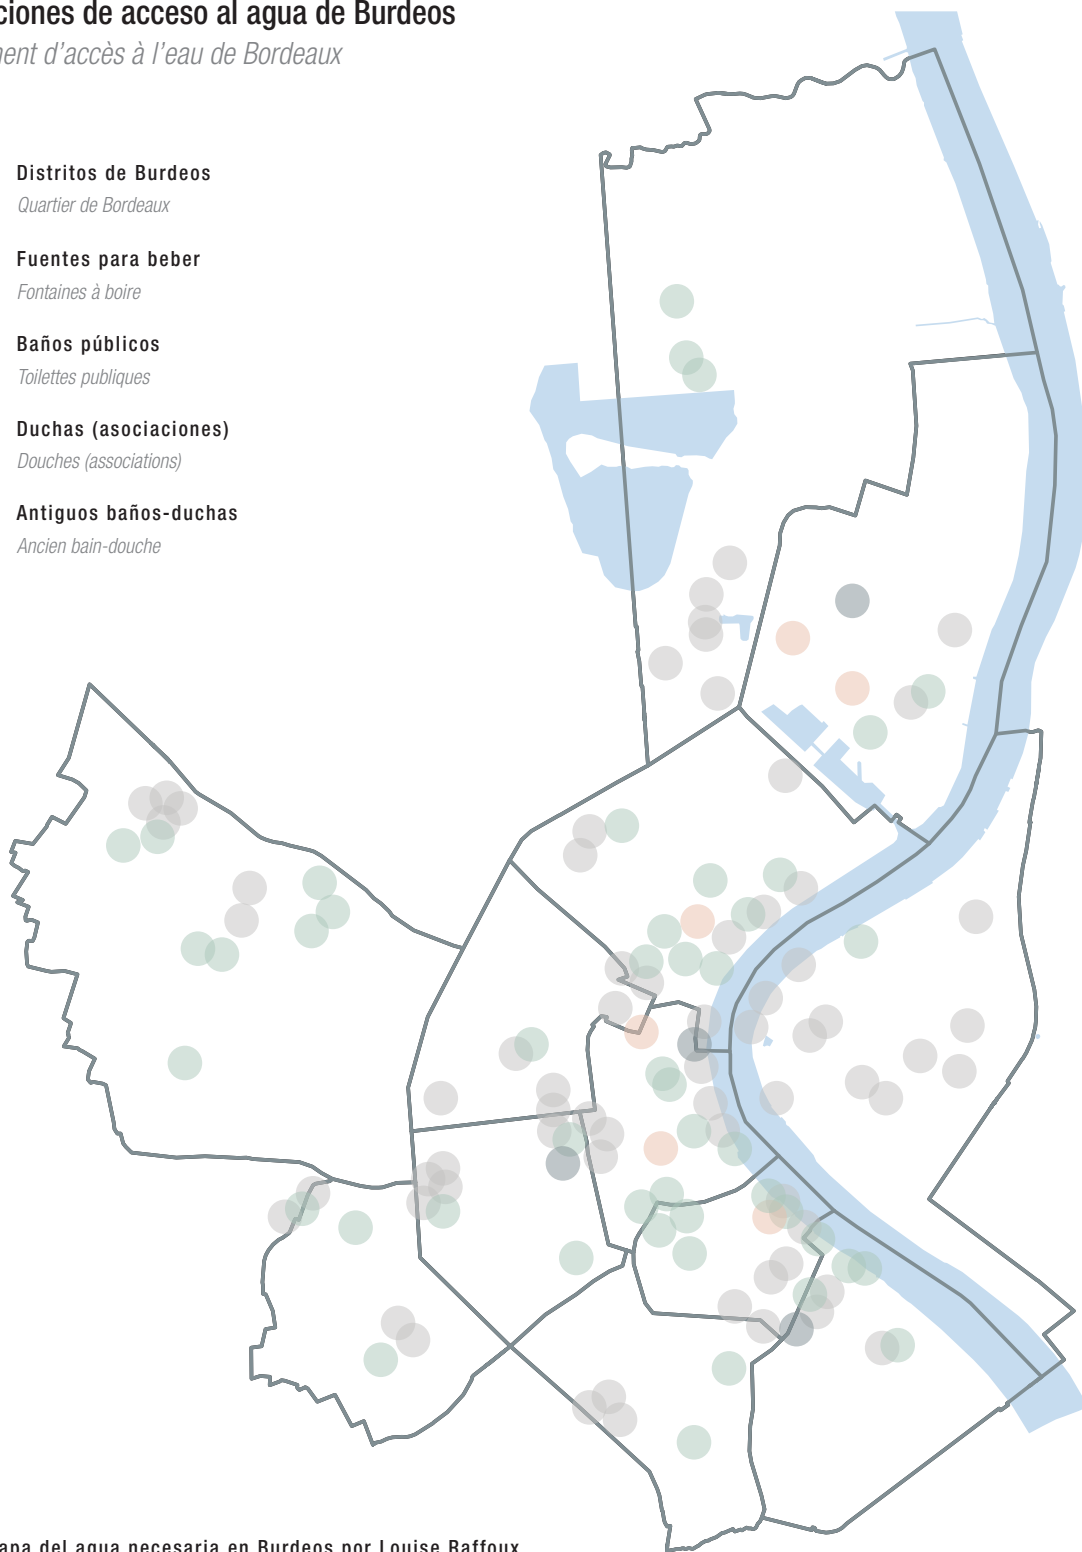 ciones de acceso al agua de Burdeos
ment d’accès à l’eau de Bordeaux
Distritos de Burdeos
Quartier de Bordeaux
Fuentes para beber
Fontaines à boire
Baños públicos
Toilettes publiques
Duchas (asociaciones)
Douches (associations)
Antiguos baños-duchas
Ancien bain-douche
apa del agua necesaria en Burdeos por Louise Raffoux